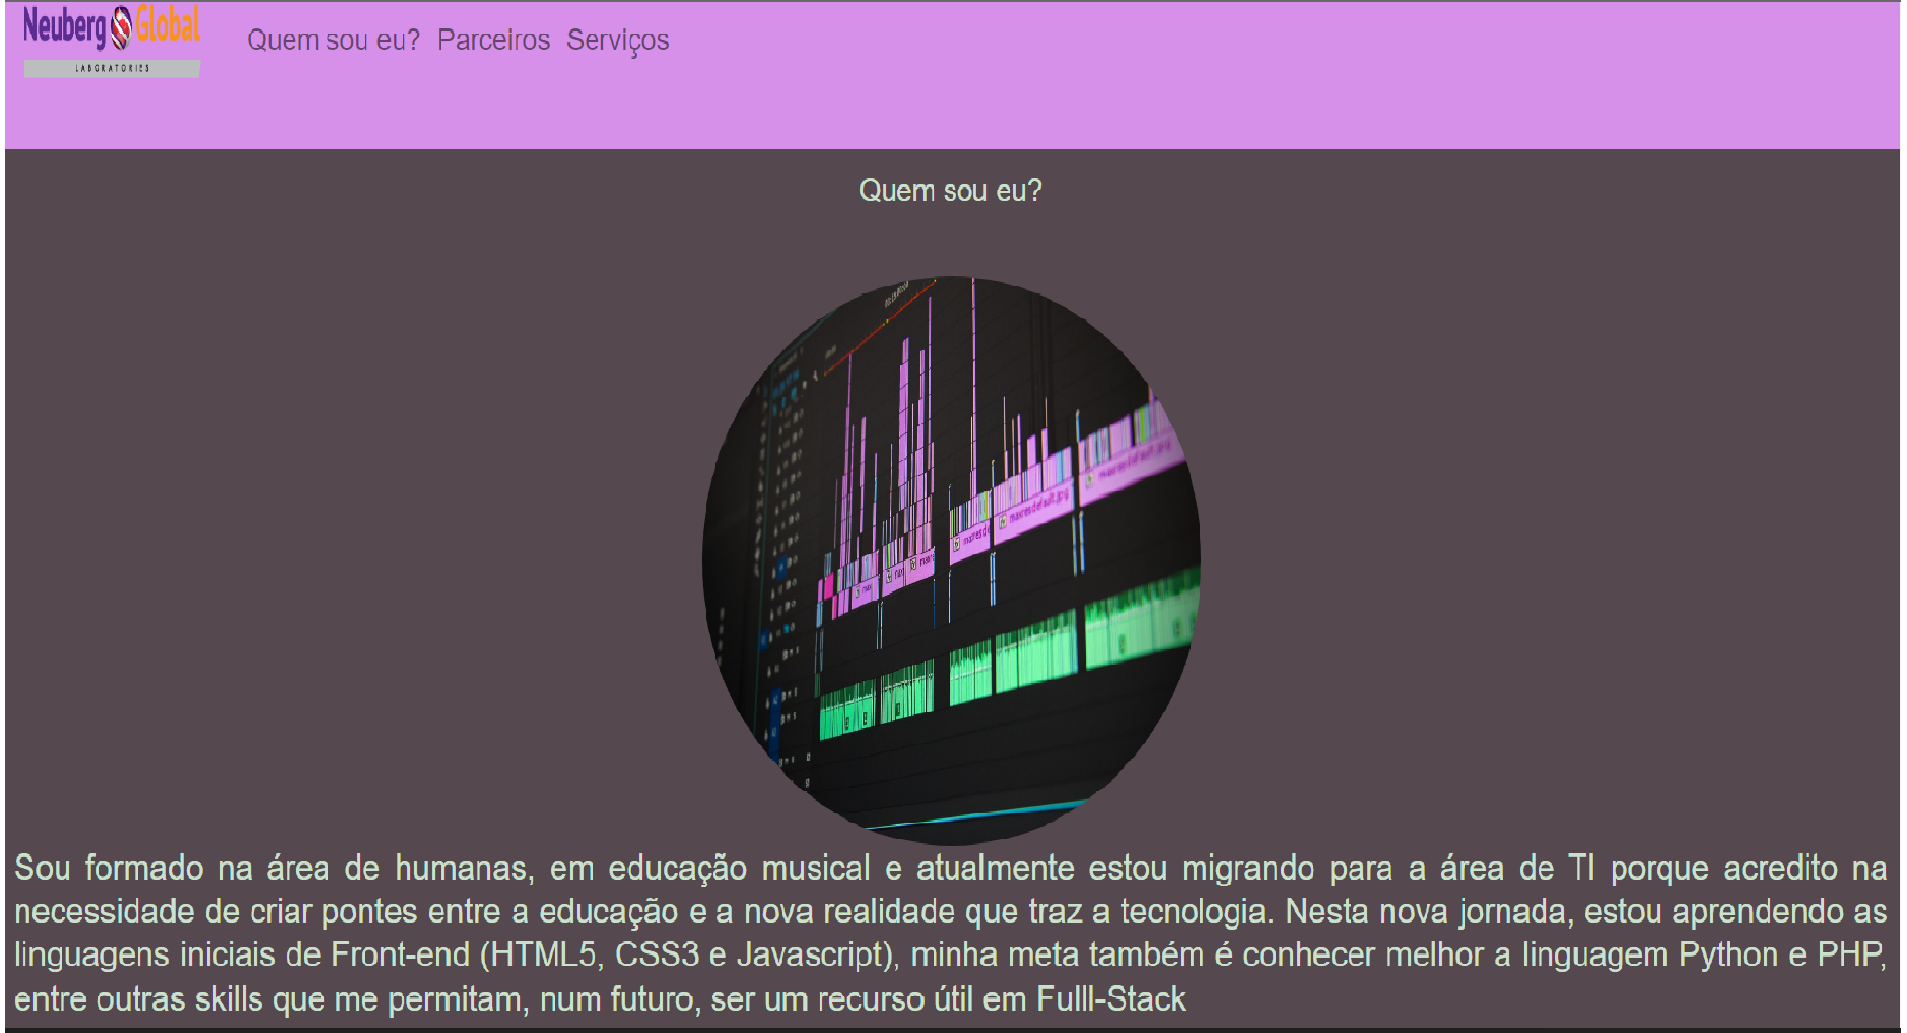 Neuberg Global
LABORATORIES
Quem sou eu? Parceiros Serviços
Quem sou eu?
maxresdefault.jpg
maxresdefault.jpg
Sou formado na área de humanas, em educação musical e atualmente estou migrando para a área de TI porque acredito na
necessidade de criar pontes entre a educação e a nova realidade que traz a tecnologia. Nesta nova jornada, estou aprendendo as
linguagens iniciais de Front-end (HTML5, CSS3 e Javascript), minha meta também é conhecer melhor a linguagem Python e PHP,
entre outras skills que me permitam, num futuro, ser um recurso útil em Fulll-Stack